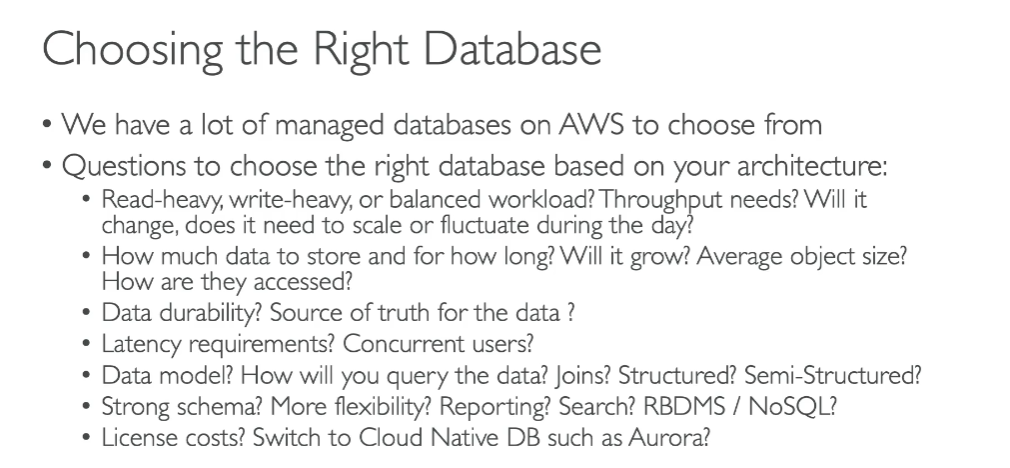 Choosing the Right Database
• We have a lot of managed databases on AWS to choose from
• Questions to choose the right database based on your architecture:
• Read-heavy, write-heavy, or balanced workload? Throughput needs? Will it
change, does it need to scale or fluctuate during the day?
• How much data to store and for how long? Will it grow? Average object size?
How are they accessed?
• Data durability? Source of truth for the data ?
• Latency requirements? Concurrent users?
• Data model? How will you query the data? Joins? Structured? Semi-Structured?
• Strong schema? More flexibility? Reporting? Search? RBDMS / NoSQL?
• License costs? Switch to Cloud Native DB such as Aurora?